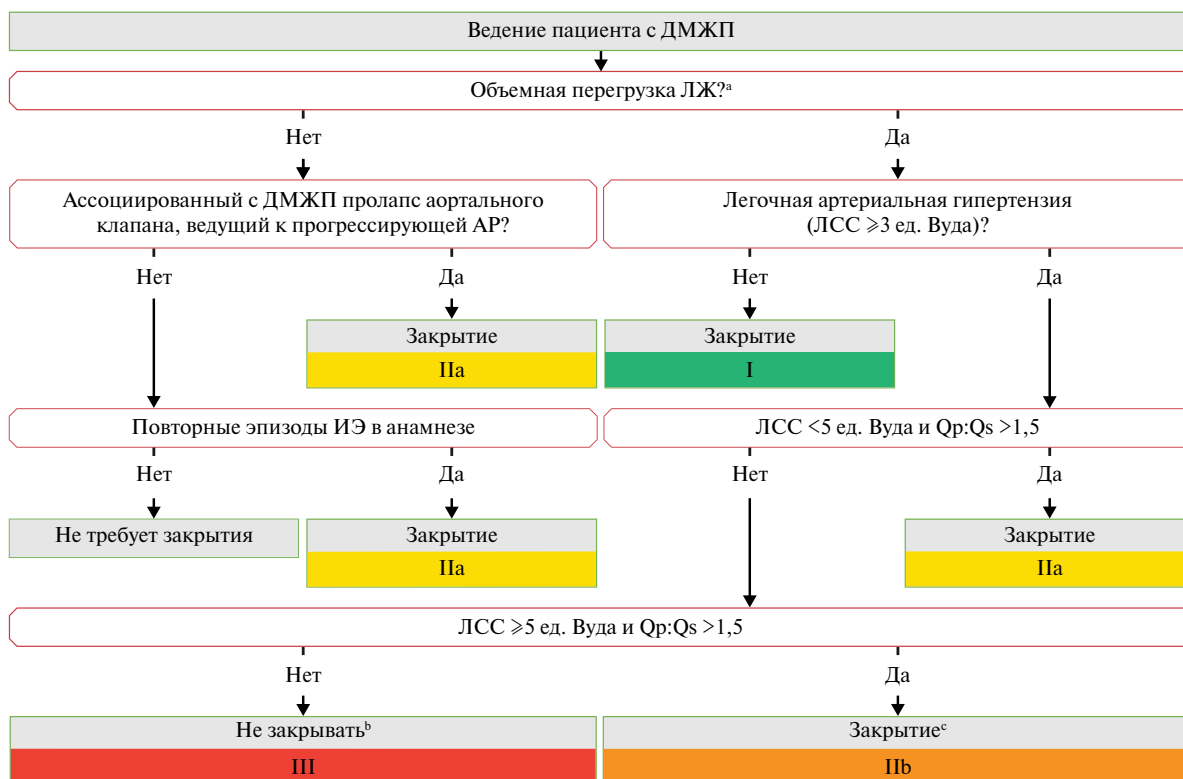 Ведение пациента с ДМЖП
Объемная перегрузка ЛЖ?ᵃ
Нет
Да
Ассоциированный с ДМЖП пролапс аортального
клапана, ведущий к прогрессирующей АР?
Легочная артериальная гипертензия
(ЛСС ⩾3 ед. Вуда)?
Нет
Да
Нет
Да
Закрытие
IIa
Закрытие
I
Повторные эпизоды ИЭ в анамнезе
ЛСС <5 ед. Вуда и Qp:Qs >1,5
Нет
Да
Нет
Да
Не требует закрытия
Закрытие
IIa
Закрытие
IIa
ЛСС ⩾5 ед. Вуда и Qp:Qs >1,5
Нет
Да
Не закрыватьᵇ
III
Закрытиеᶜ
IIb